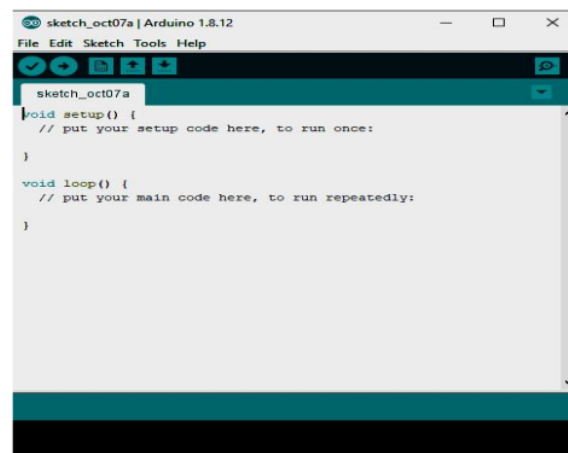 sketch_oct07a | Arduino 1.8.12
File Edit Sketch Tools Help
sketch_oct07a
void setup() {
  // put your setup code here, to run once:
}
void loop() {
  // put your main code here, to run repeatedly:
}